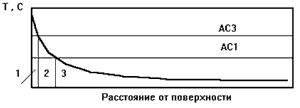 T, C
AC3
AC1
1 2 3
Расстояние от поверхности